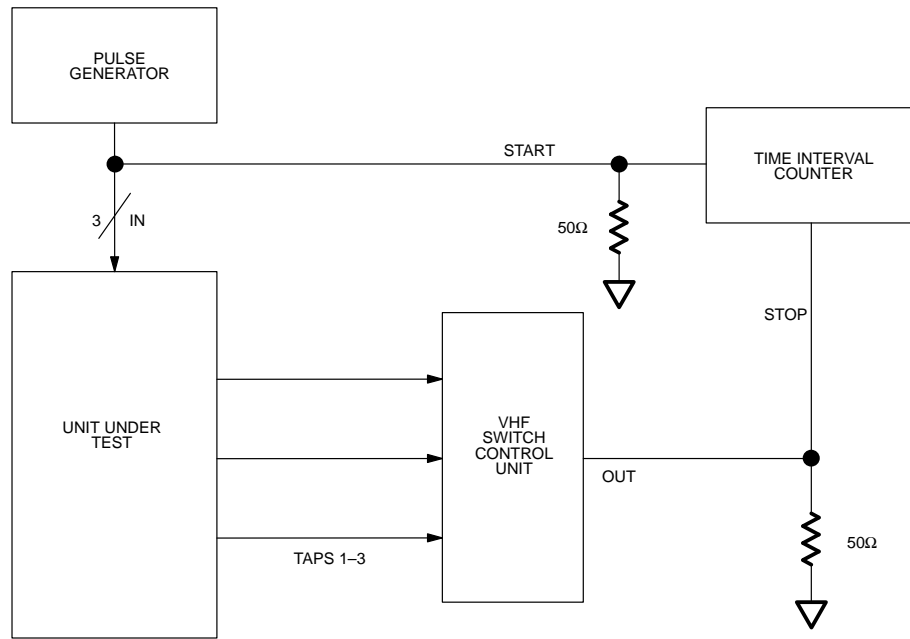 PULSE
GENERATOR
START
TIME INTERVAL
COUNTER
3 IN
50Ω
STOP
UNIT UNDER
TEST
VHF
SWITCH
CONTROL
UNIT
OUT
50Ω
TAPS 1–3